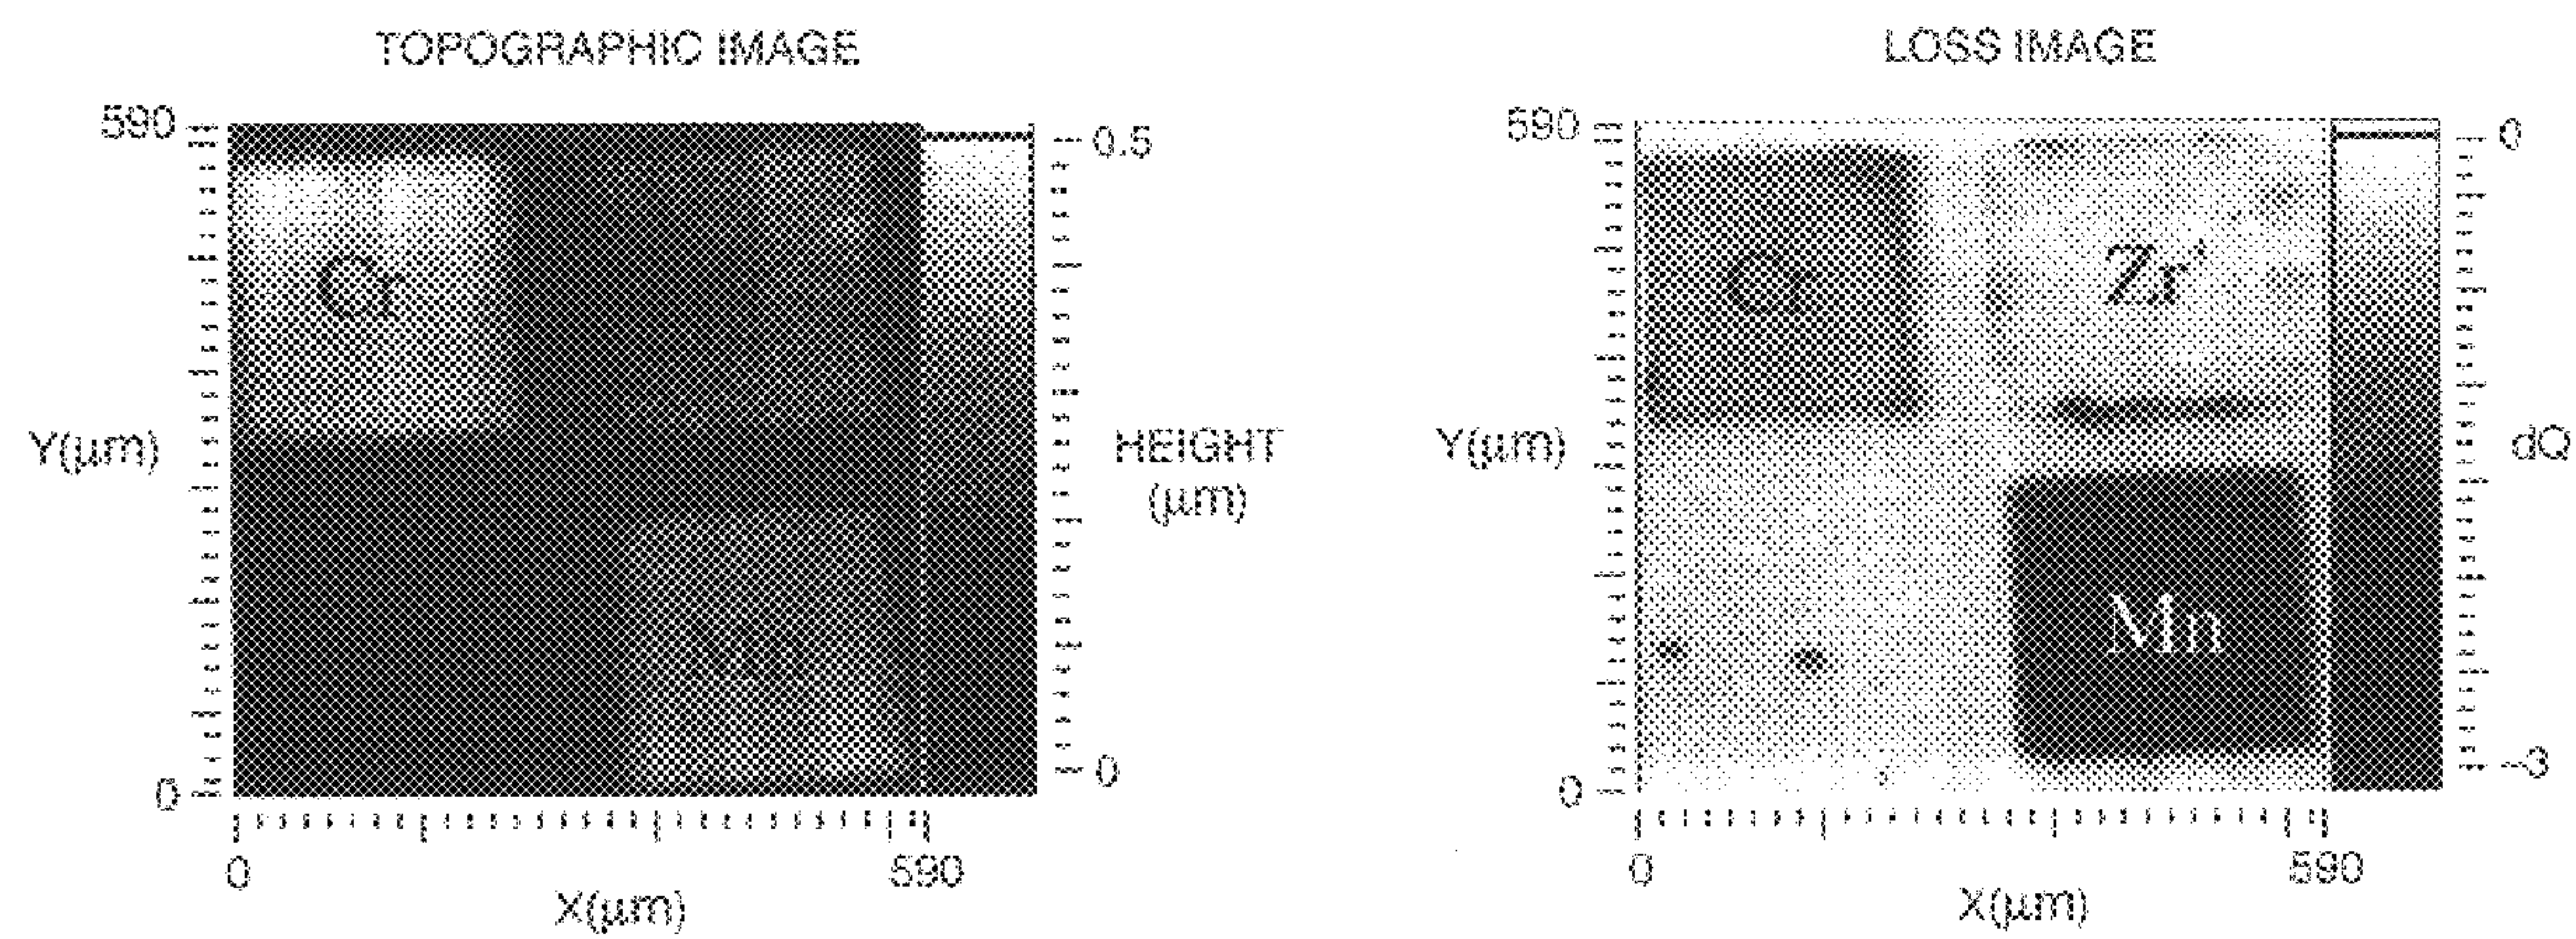 TOPOGRAPHIC IMAGE
590
0.5
Cr
Y(μm)
HEIGHT
(μm)
Mn
0
0
0
590
X(μm)
LOSS IMAGE
590
0
Cr
Zr
Y(μm)
dQ
Mn
0
-3
0
590
X(μm)